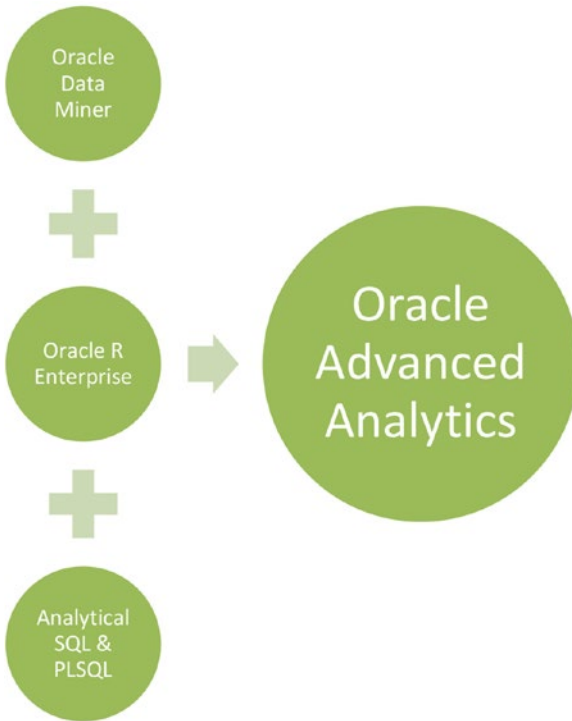 Oracle
Data
Miner
Oracle R
Enterprise
Analytical
SQL &
PLSQL
Oracle
Advanced
Analytics